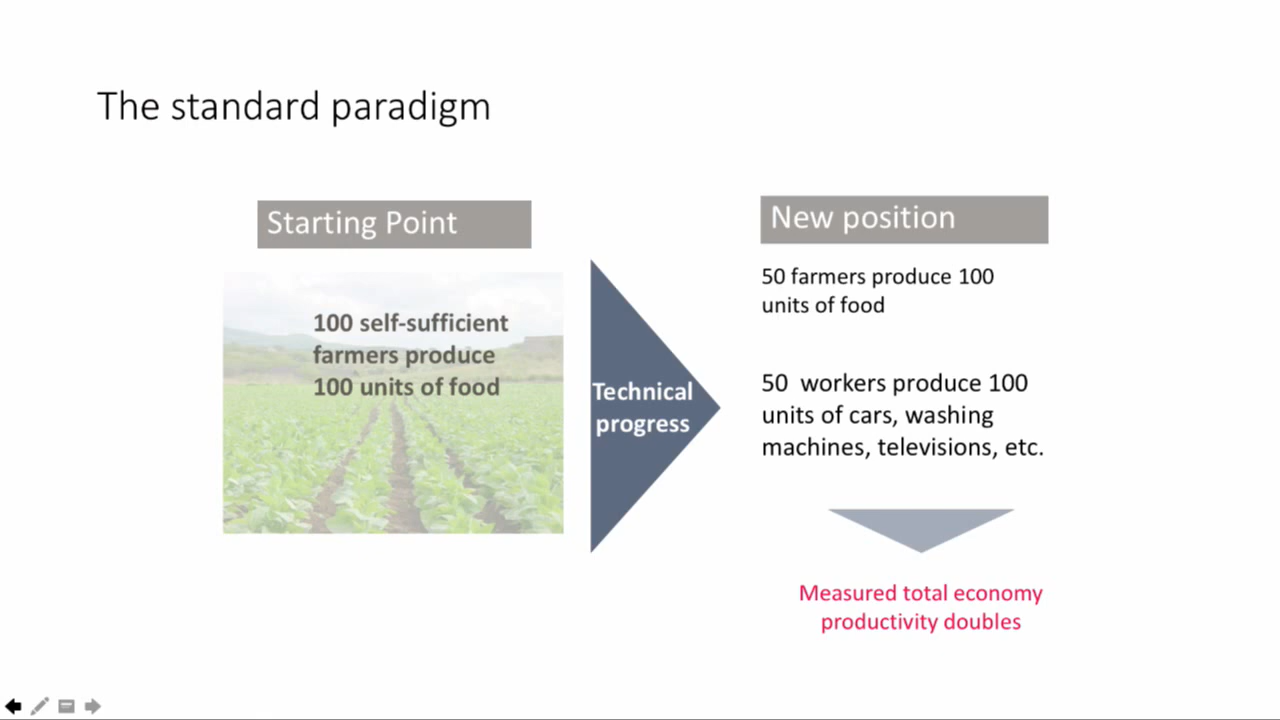 The standard paradigm
Starting Point
100 self-sufficient
farmers produce
100 units of food
Technical
progress
New position
50 farmers produce 100
units of food
50 workers produce 100
units of cars, washing
machines, televisions, etc.
Measured total economy
productivity doubles